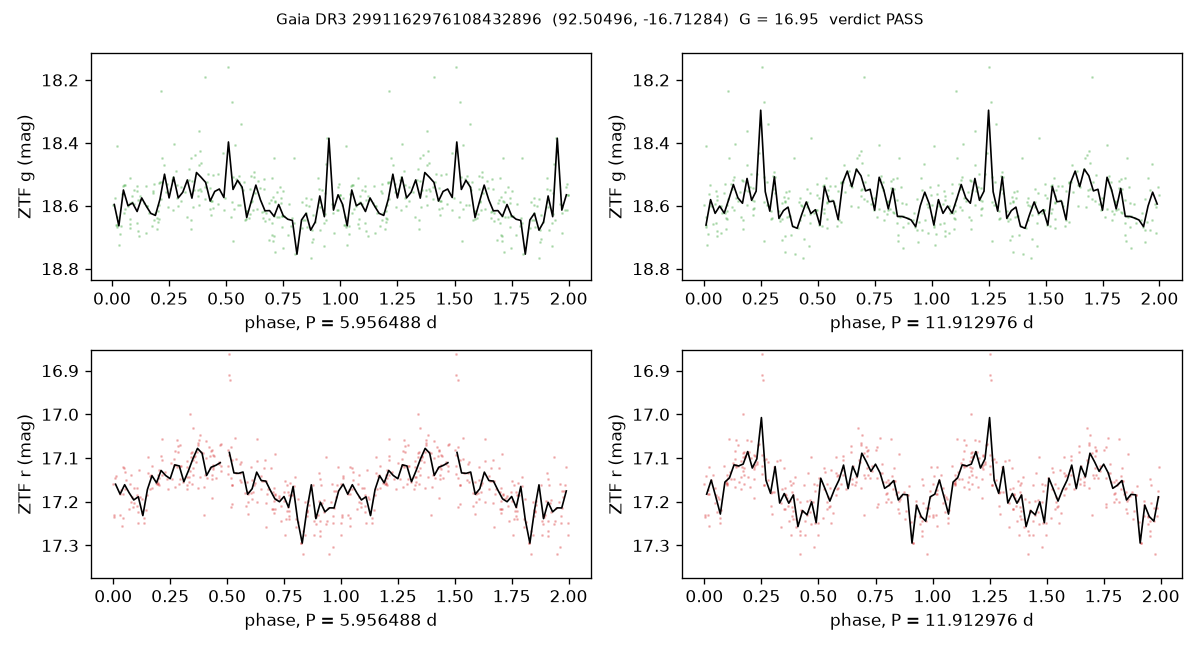 Gaia DR3 2991162976108432896 (92.50496, -16.71284) G = 16.95 verdict PASS
ZTF g (mag)
18.2
18.4
18.6
18.8
0.00 0.25 0.50 0.75 1.00 1.25 1.50 1.75 2.00
phase, P = 5.956488 d
ZTF g (mag)
18.2
18.4
18.6
18.8
0.00 0.25 0.50 0.75 1.00 1.25 1.50 1.75 2.00
phase, P = 11.912976 d
ZTF r (mag)
16.9
17.0
17.1
17.2
17.3
0.00 0.25 0.50 0.75 1.00 1.25 1.50 1.75 2.00
phase, P = 5.956488 d
ZTF r (mag)
16.9
17.0
17.1
17.2
17.3
0.00 0.25 0.50 0.75 1.00 1.25 1.50 1.75 2.00
phase, P = 11.912976 d